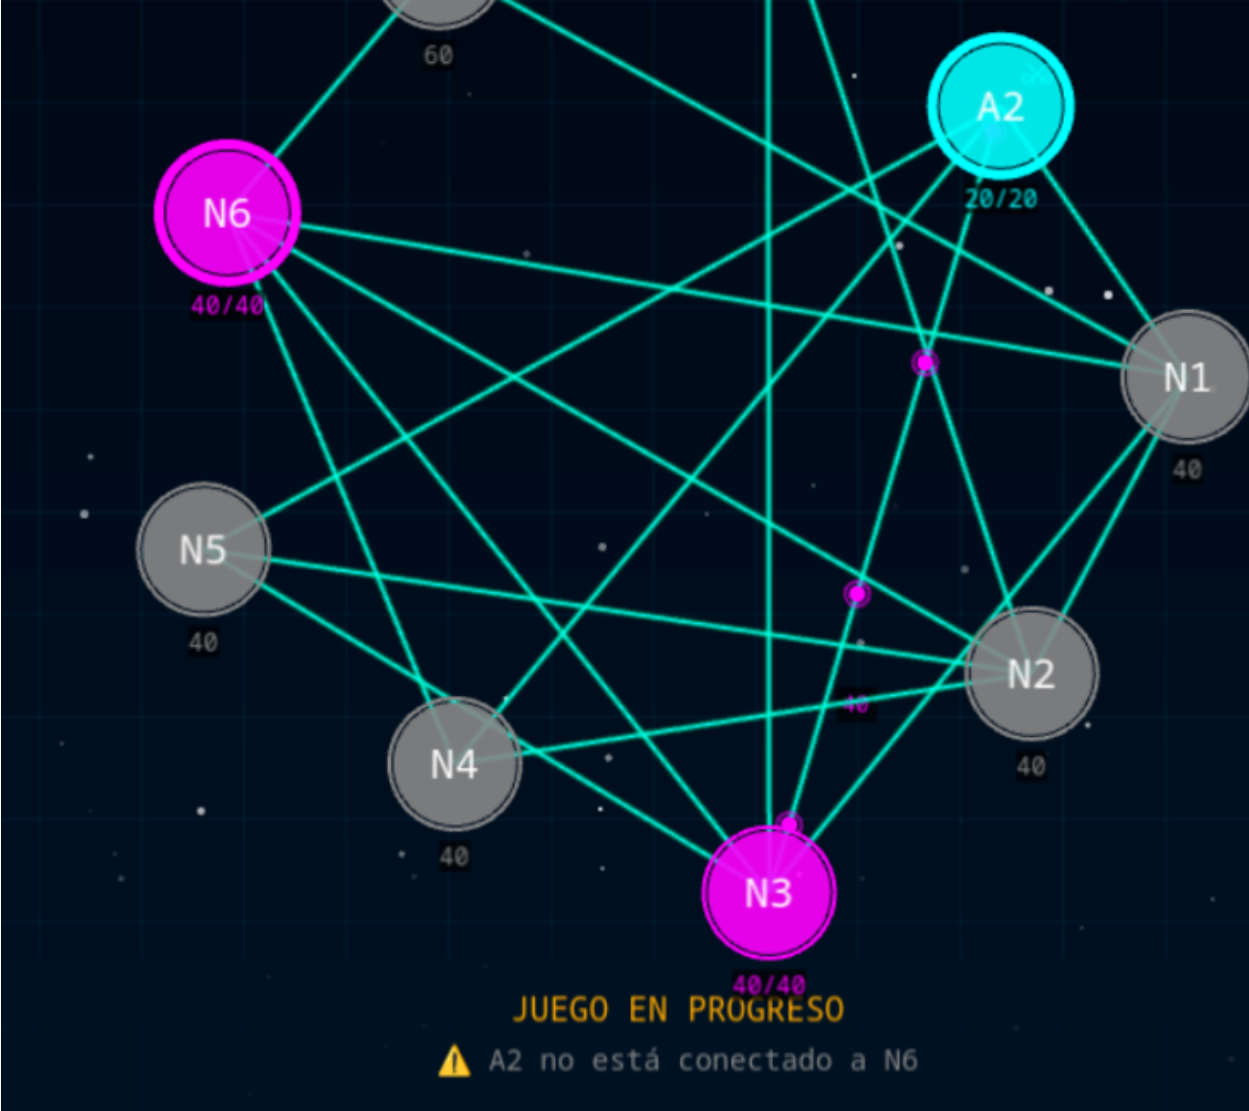 60
A2
20/20
N6
40/40
N1
40
N5
40
N2
40
40
N4
40
N3
40/40
JUEGO EN PROGRESO
⚠️ A2 no está conectado a N6